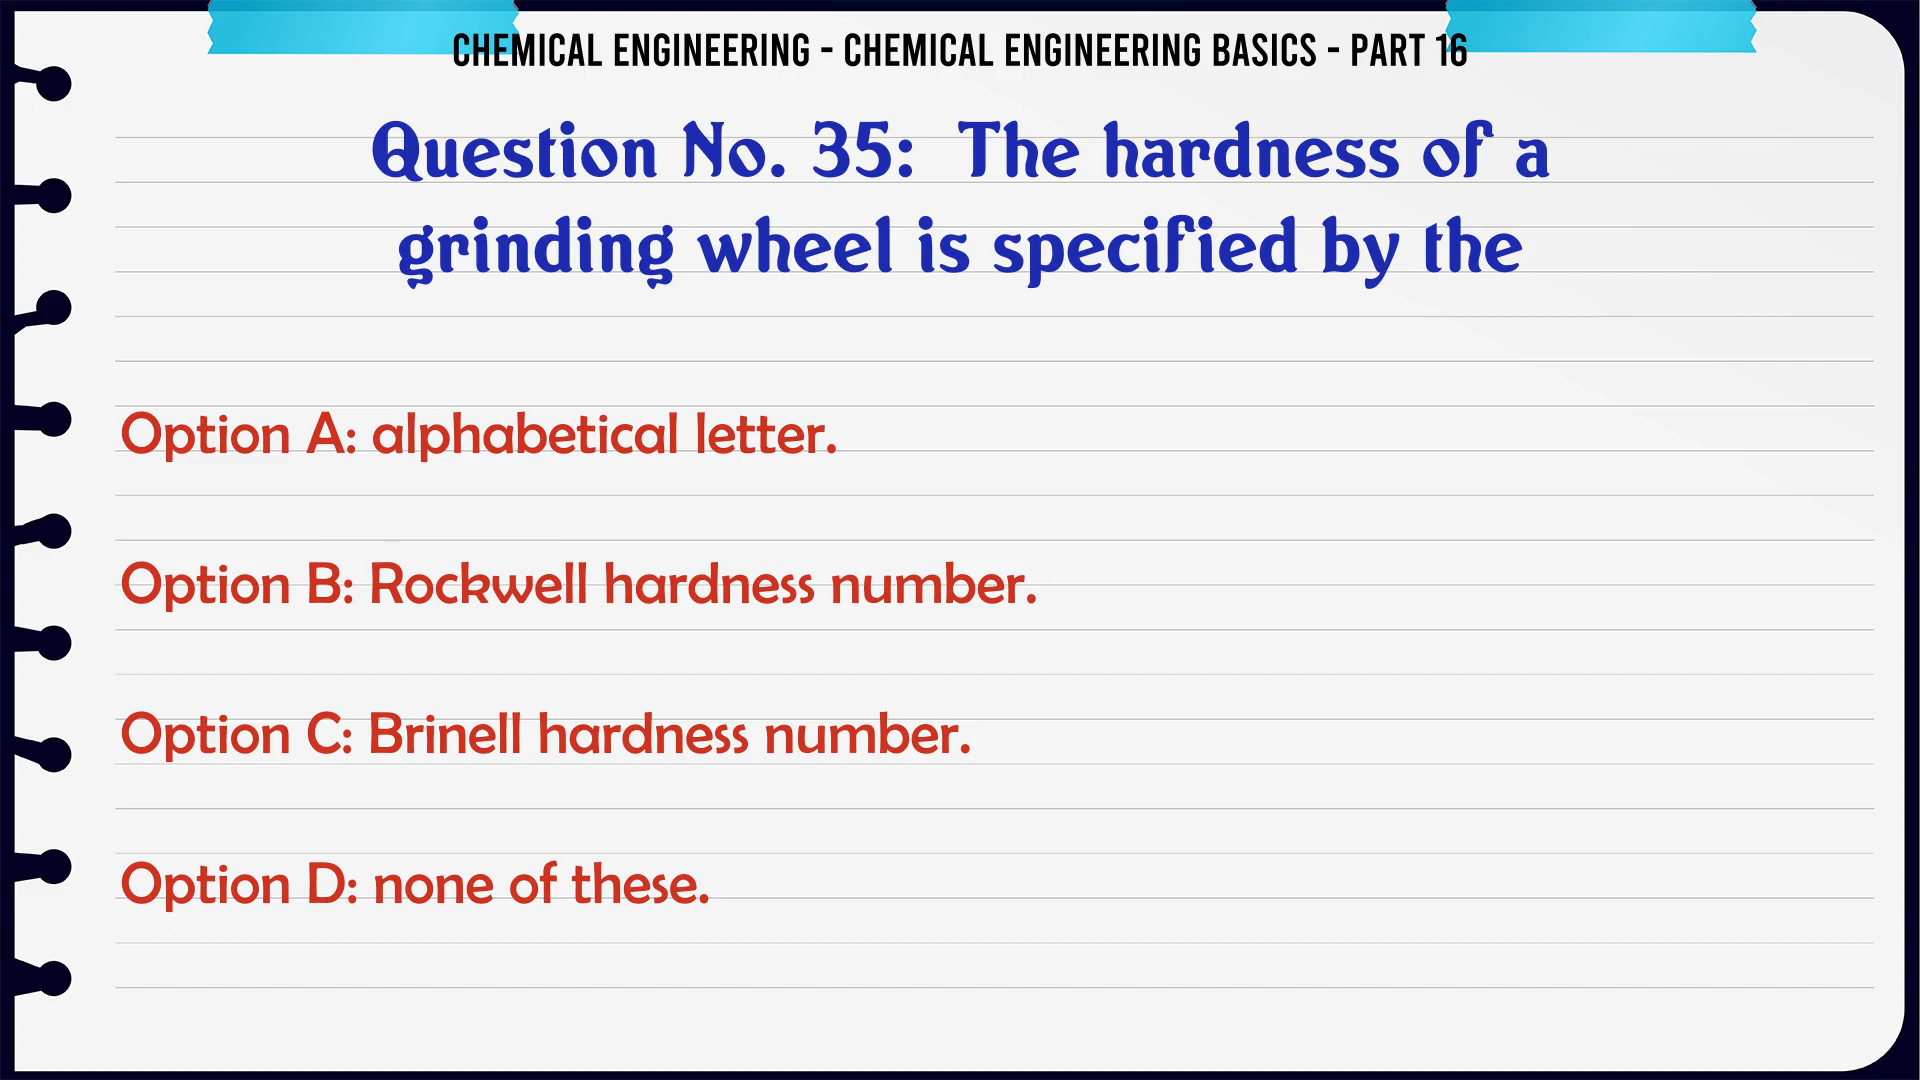 CHEMICAL ENGINEERING - CHEMICAL ENGINEERING BASICS - PART 16
Question No. 35: The hardness of a
grinding wheel is specified by the
Option A: alphabetical letter.
Option B: Rockwell hardness number.
Option C: Brinell hardness number.
Option D: none of these.